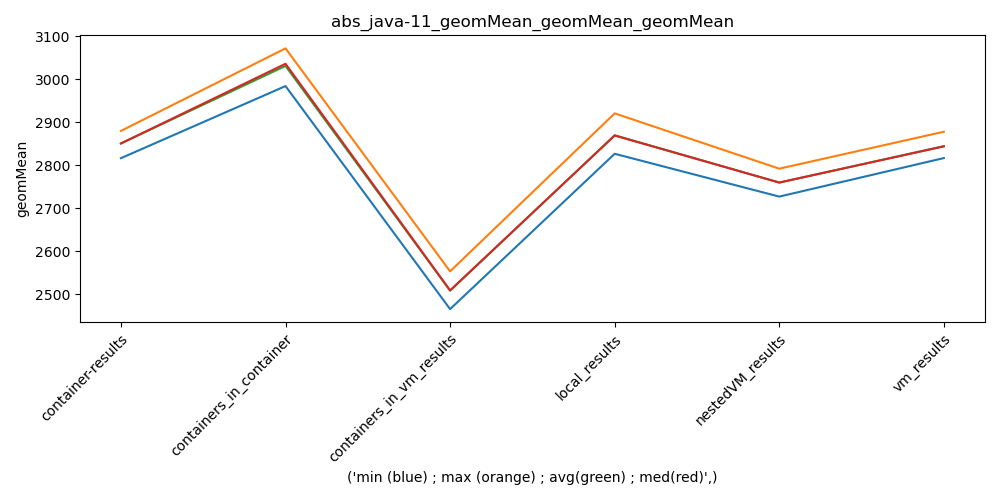 abs_java-11_geomMean_geomMean_geomMean
3100
3000
2900
2800
2700
2600
2500
geomMean
container-results
containers_in_container
containers_in_vm_results
local_results
nestedVM_results
vm_results
('min (blue) ; max (orange) ; avg(green) ; med(red)',)